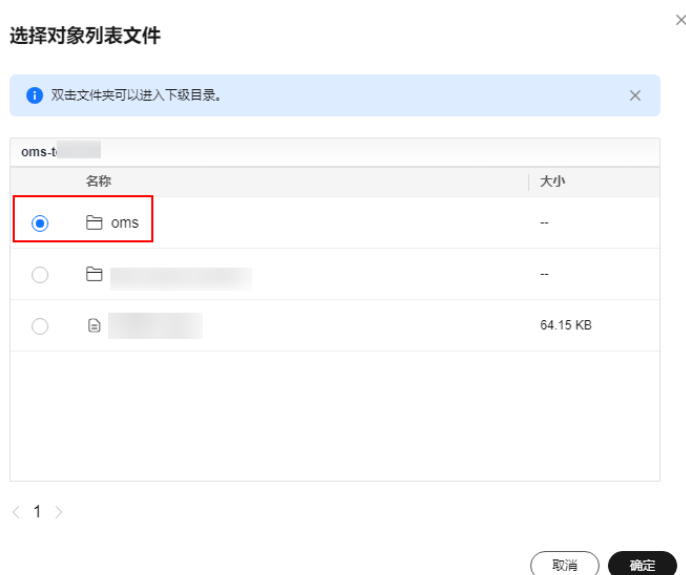 选择对象列表文件
双击文件夹可以进入下级目录。
oms-t
名称 大小
oms --
--
64.15 KB
1
取消 确定